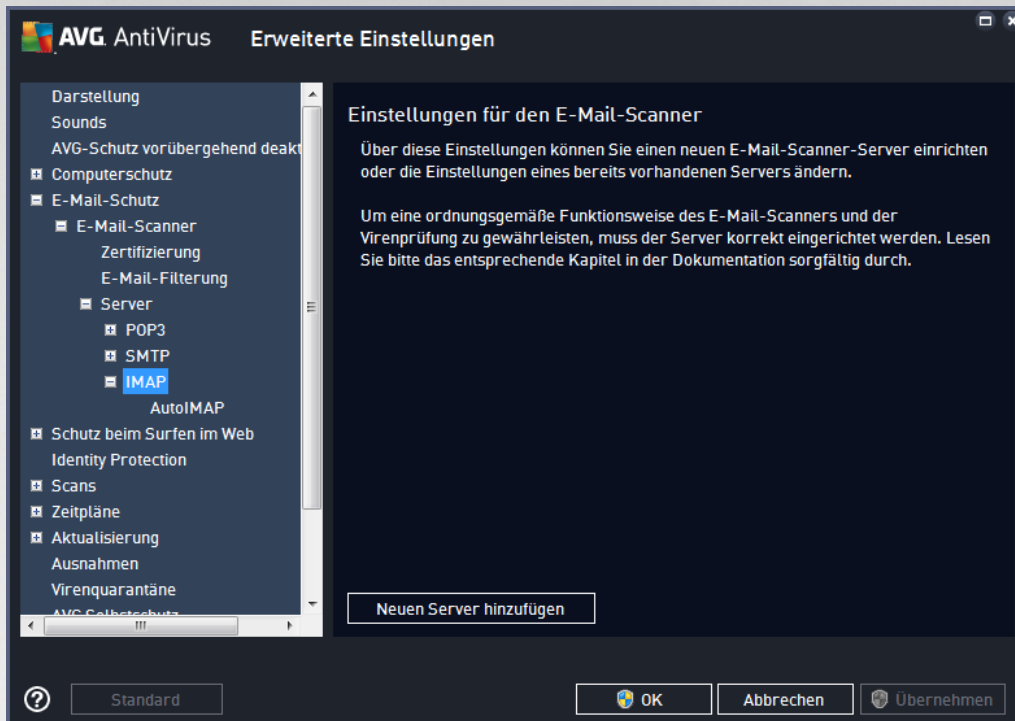 AVG AntiVirus Erweiterte Einstellungen
Darstellung
Sounds
AVG-Schutz vorübergehend deakt
Computerschutz
E-Mail-Schutz
E-Mail-Scanner
Zertifizierung
E-Mail-Filterung
Server
POP3
SMTP
IMAP
AutoIMAP
Schutz beim Surfen im Web
Identity Protection
Scans
Zeitpläne
Aktualisierung
Ausnahmen
Virenquarantäne
AVG Selbstschutz
Einstellungen für den E-Mail-Scanner
Über diese Einstellungen können Sie einen neuen E-Mail-Scanner-Server einrichten
oder die Einstellungen eines bereits vorhandenen Servers ändern.
Um eine ordnungsgemäße Funktionsweise des E-Mail-Scanners und der
Virenprüfung zu gewährleisten, muss der Server korrekt eingerichtet werden. Lesen
Sie bitte das entsprechende Kapitel in der Dokumentation sorgfältig durch.
Neuen Server hinzufügen
Standard
OK
Abbrechen
Übernehmen